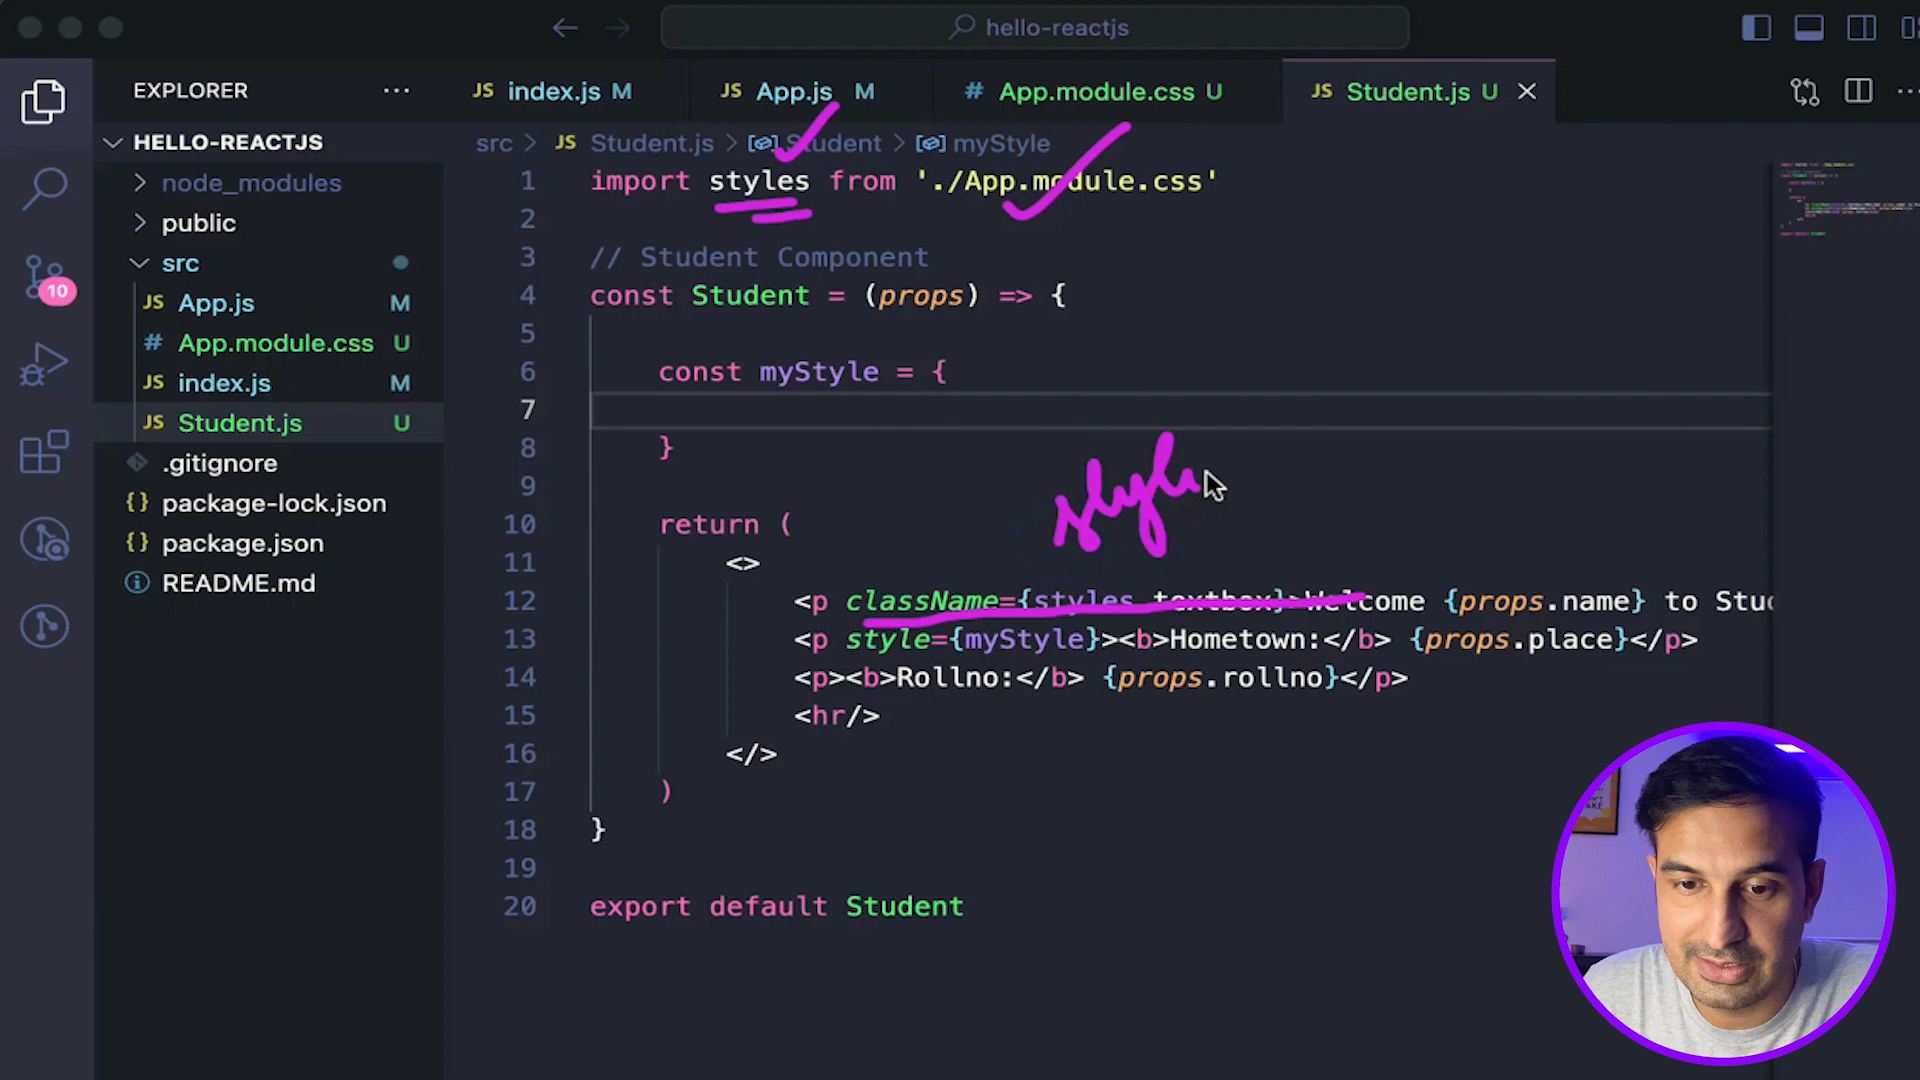 hello-reactjs
EXPLORER ···
JS index.js M
JS App.js M
# App.module.css U
JS Student.js U
HELLO-REACTJS
node_modules
public
src
JS App.js M
# App.module.css U
JS index.js M
JS Student.js U
.gitignore
{} package-lock.json
{} package.json
README.md
10
src > JS Student.js > Student > myStyle
1 import styles from './App.module.css'
2
3 // Student Component
4 const Student = (props) => {
5
6 const myStyle = {
7
8 }
9
10 return (
11 <>
12 <p className={styles.textbox}>Welcome {props.name} to Stud
13 <p style={myStyle}><b>Hometown:</b> {props.place}</p>
14 <p><b>Rollno:</b> {props.rollno}</p>
15 <hr/>
16 </>
17 )
18 }
19
20 export default Student
style